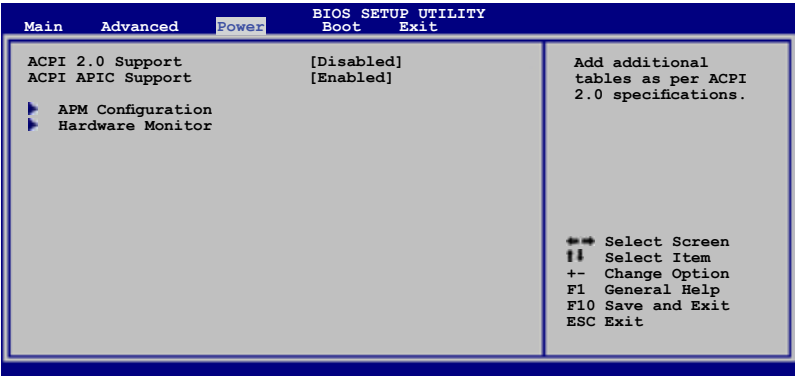 BIOS SETUP UTILITY
Main Advanced Power Boot Exit
ACPI 2.0 Support [Disabled]
ACPI APIC Support [Enabled]
APM Configuration
Hardware Monitor
Add additional
tables as per ACPI
2.0 specifications.
Select Screen
Select Item
+- Change Option
F1 General Help
F10 Save and Exit
ESC Exit